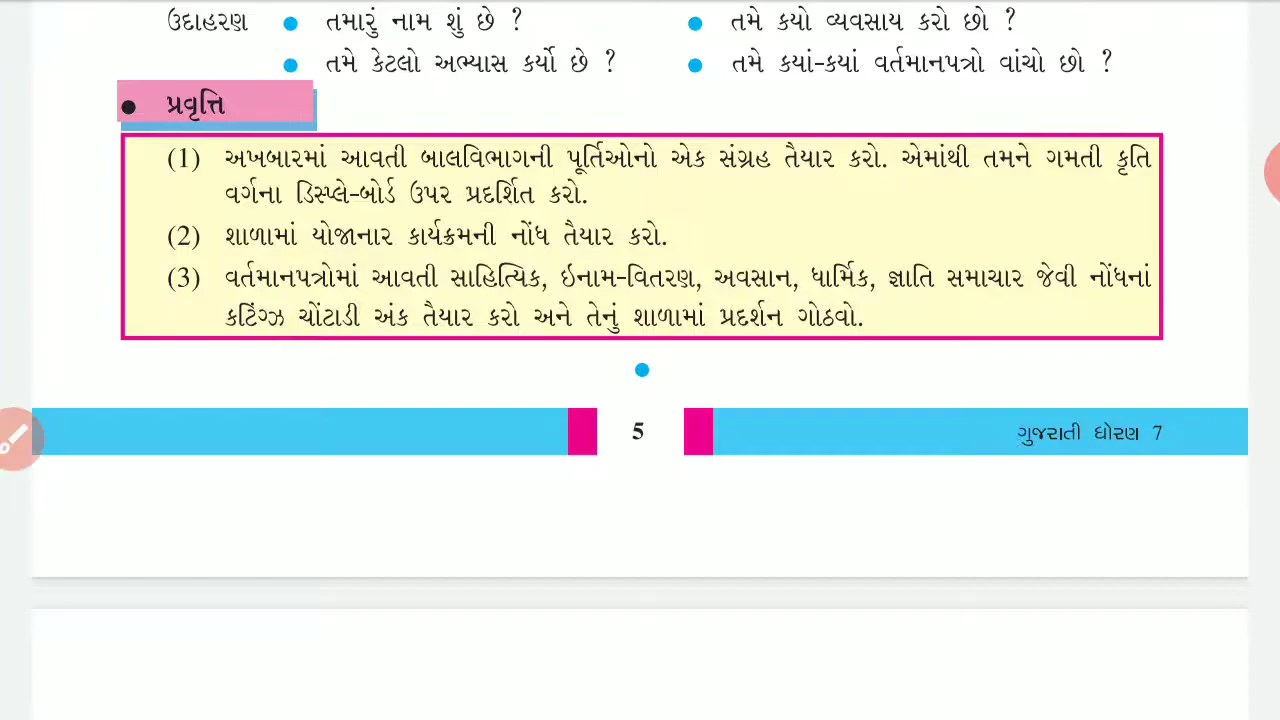 ઉદાહરણ ● તમારું નામ શું છે ? ● તમે કયો વ્યવસાય કરો છો ?
● તમે કેટલો અભ્યાસ કર્યો છે ? ● તમે કયાં-કયાં વર્તમાનપત્રો વાંચો છો ?
● પ્રવૃત્તિ
(1) અખબારમાં આવતી બાલવિભાગની પૂર્તિઓનો એક સંગ્રહ તૈયાર કરો. એમાંથી તમને ગમતી કૃતિ
વર્ગના ડિસ્પ્લે-બોર્ડ ઉપર પ્રદર્શિત કરો.
(2) શાળામાં યોજાનાર કાર્યક્રમની નોંધ તૈયાર કરો.
(3) વર્તમાનપત્રોમાં આવતી સાહિત્યિક, ઇનામ-વિતરણ, અવસાન, ધાર્મિક, જ્ઞાતિ સમાચાર જેવી નોંધનાં
કટિંગ્ઝ ચોંટાડી અંક તૈયાર કરો અને તેનું શાળામાં પ્રદર્શન ગોઠવો.
5 ગુજરાતી ધોરણ 7